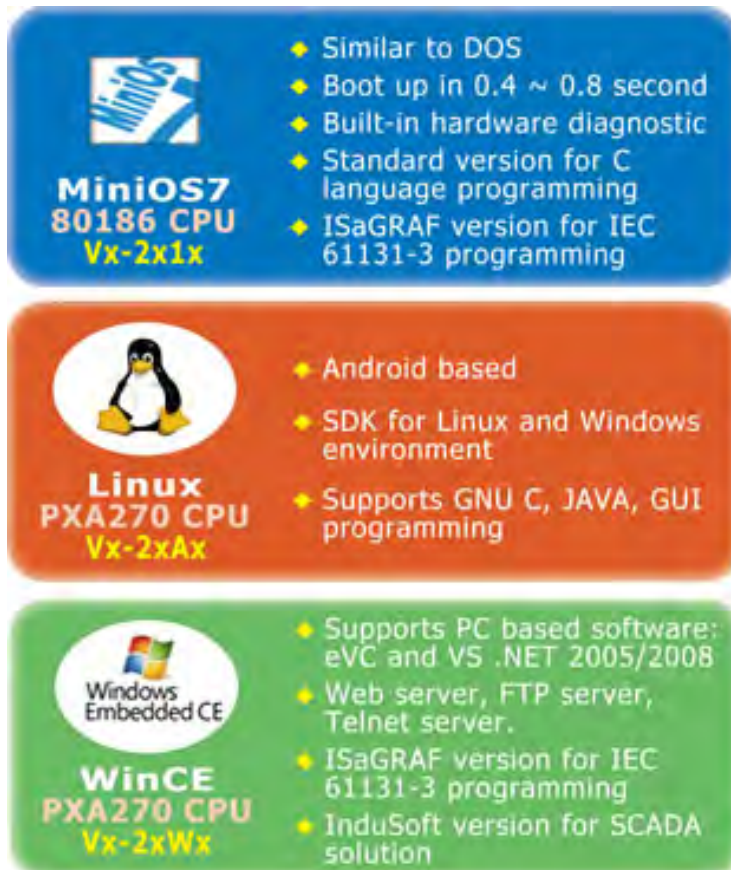 MiniOS7
MiniOS7
80186 CPU
Vx-2x1x
Similar to DOS
Boot up in 0.4 ~ 0.8 second
Built-in hardware diagnostic
Standard version for C
language programming
ISaGRAF version for IEC
61131-3 programming
Linux
PXA270 CPU
Vx-2xAx
Android based
SDK for Linux and Windows
environment
Supports GNU C, JAVA, GUI
programming
Windows
Embedded CE
WinCE
PXA270 CPU
Vx-2xWx
Supports PC based software:
eVC and VS .NET 2005/2008
Web server, FTP server,
Telnet server.
ISaGRAF version for IEC
61131-3 programming
InduSoft version for SCADA
solution